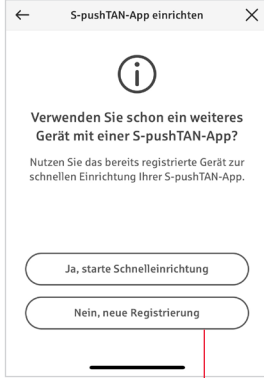 S-pushTAN-App einrichten
Verwenden Sie schon ein weiteres
Gerät mit einer S-pushTAN-App?
Nutzen Sie das bereits registrierte Gerät zur
schnellen Einrichtung Ihrer S-pushTAN-App.
Ja, starte Schnelleinrichtung
Nein, neue Registrierung